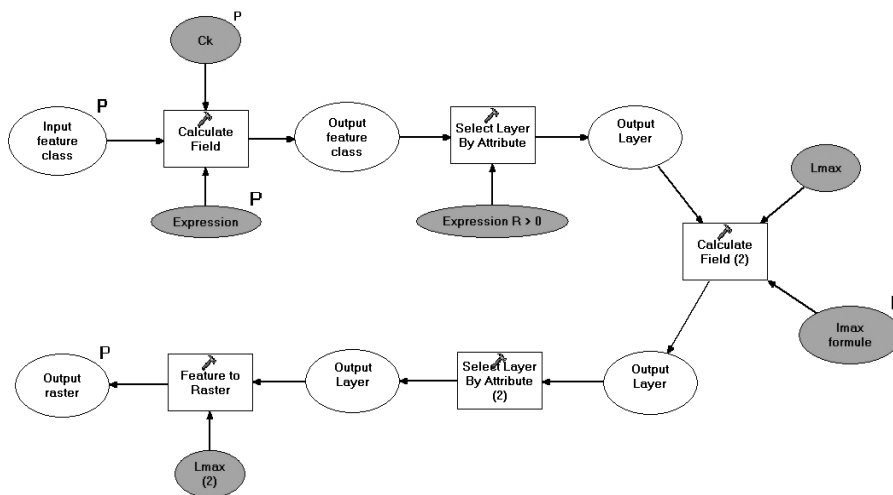 P
Ck
P
Input
feature
class
Calculate
Field
Output
feature
class
Select Layer
By Attribute
Output
Layer
P
Expression
Expression R > 0
Lmax
Calculate
Field (2)
lmax
formule
P
Output
raster
Feature to
Raster
Output
Layer
Select Layer
By Attribute
(2)
Output
Layer
Lmax
(2)